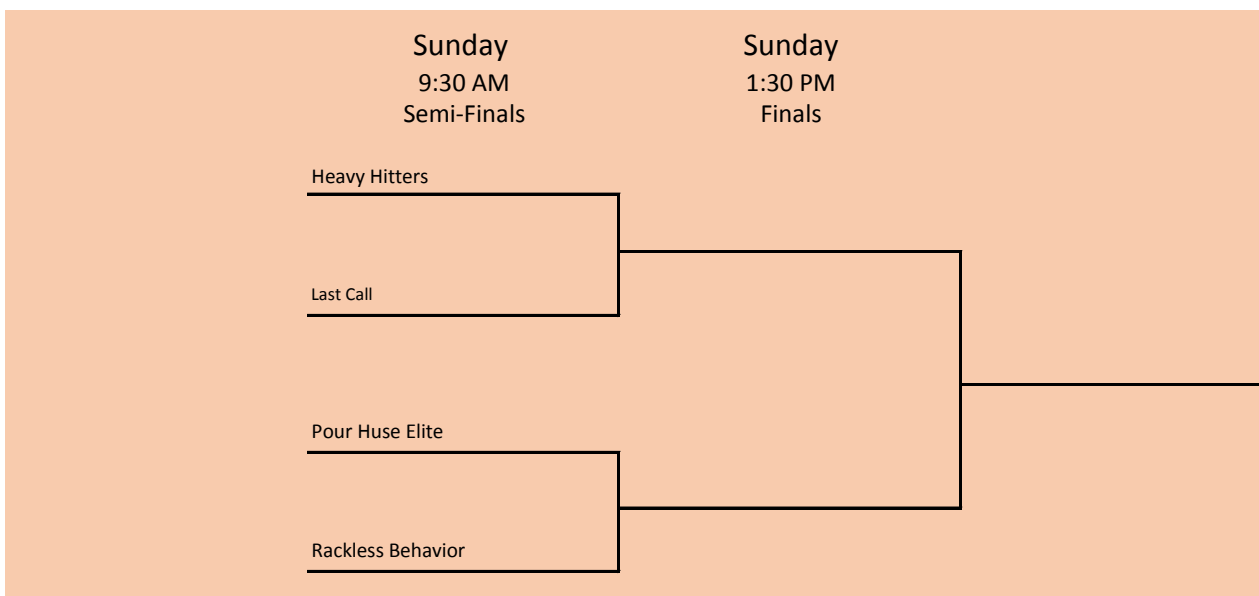 Sunday
9:30 AM
Semi-Finals
Sunday
1:30 PM
Finals
Heavy Hitters
Last Call
Pour Huse Elite
Rackless Behavior